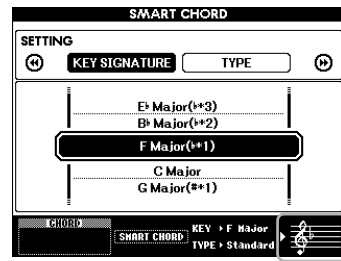 SMART CHORD
SETTING
KEY SIGNATURE TYPE
E♭ Major(♭*3)
B♭ Major(♭*2)
F Major(♭*1)
C Major
G Major(#*1)
CHORD
SMART CHORD KEY ▸ F Major
TYPE ▸ Standard